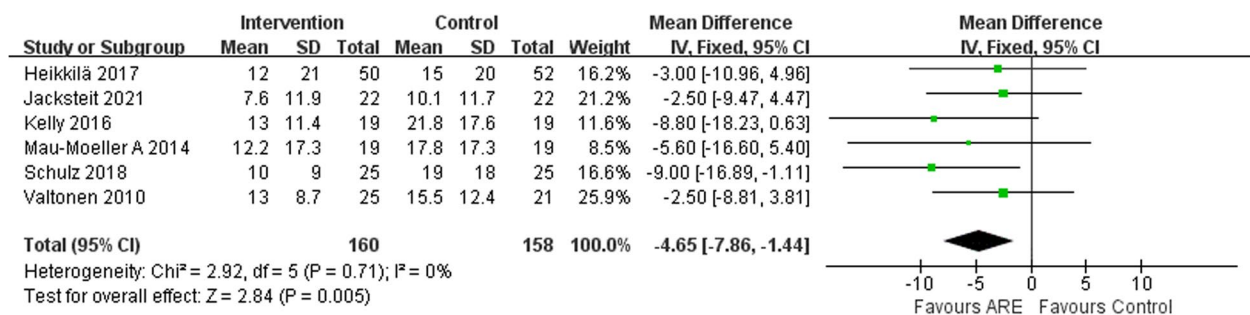 Intervention Control Mean Difference Mean Difference
Study or Subgroup Mean SD Total Mean SD Total Weight IV, Fixed, 95% CI IV, Fixed, 95% CI
Heikkilä 2017 12 21 50 15 20 52 16.2% -3.00 [-10.96, 4.96]
Jacksteit 2021 7.6 11.9 22 10.1 11.7 22 21.2% -2.50 [-9.47, 4.47]
Kelly 2016 13 11.4 19 21.8 17.6 19 11.6% -8.80 [-18.23, 0.63]
Mau-Moeller A 2014 12.2 17.3 19 17.8 17.3 19 8.5% -5.60 [-16.60, 5.40]
Schulz 2018 10 9 25 19 18 25 16.6% -9.00 [-16.89, -1.11]
Valtonen 2010 13 8.7 25 15.5 12.4 21 25.9% -2.50 [-8.81, 3.81]
Total (95% CI) 160 158 100.0% -4.65 [-7.86, -1.44]
Heterogeneity: Chi² = 2.92, df = 5 (P = 0.71); I² = 0%
Test for overall effect: Z = 2.84 (P = 0.005)
-10 -5 0 5 10
Favours ARE Favours Control